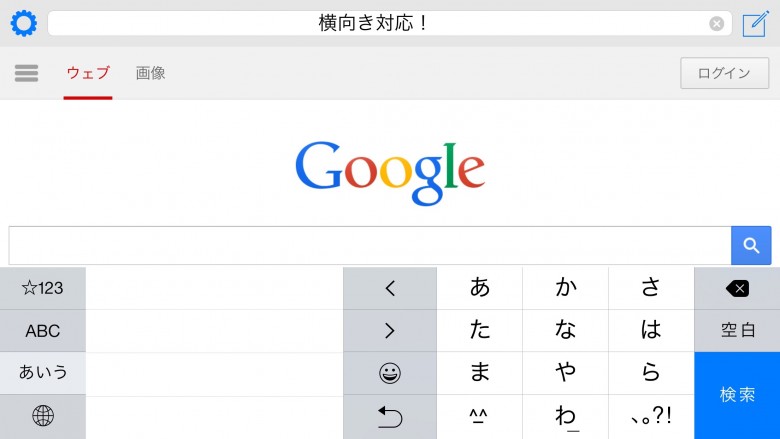 横向き対応！
ウェブ 画像 ログイン
Google
☆123 < あ か さ
ABC > た な は 空白
あいう ま や ら 検索
^^ わ 、。?!